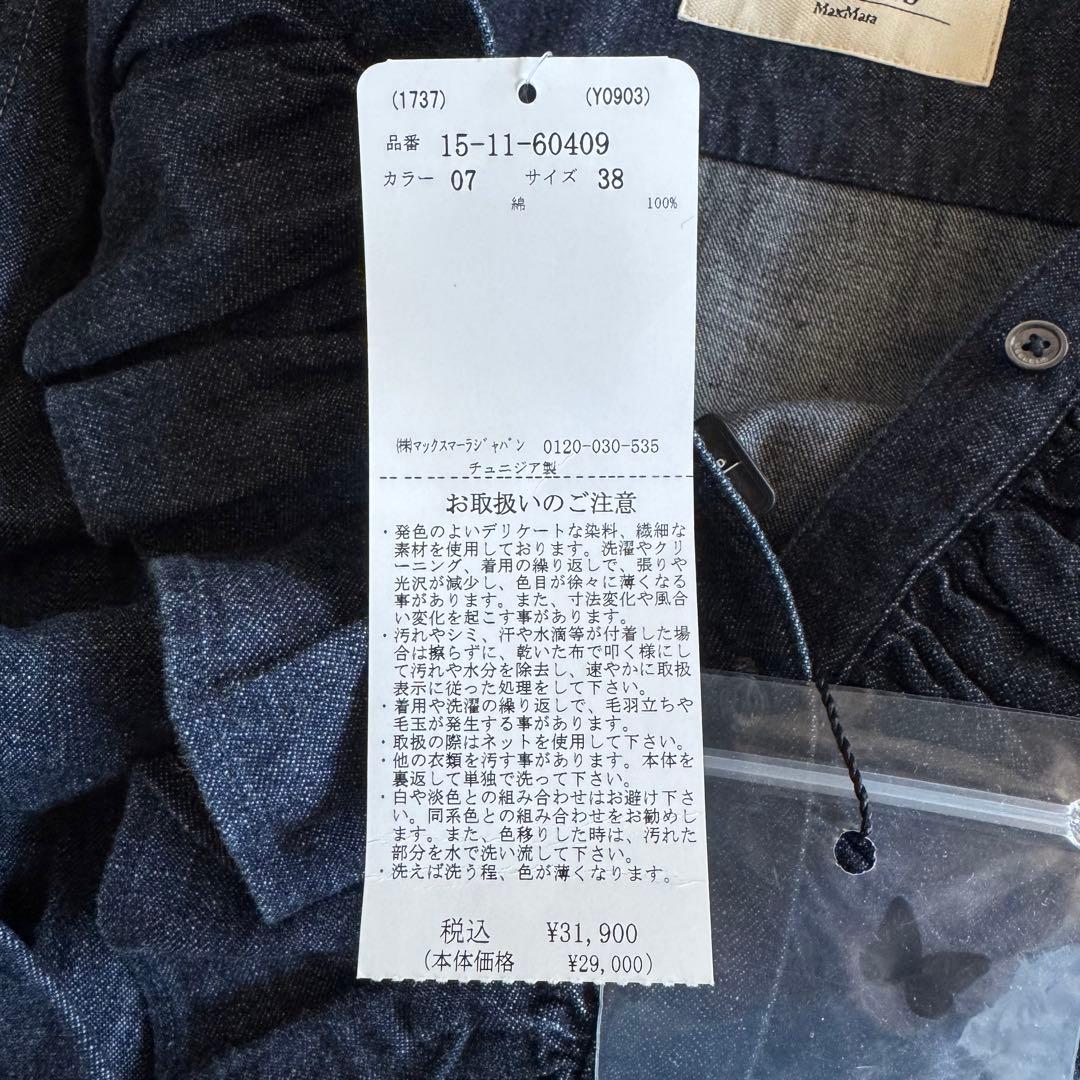 MaxMara
(1737) (Y0903)
品番 15-11-60409
カラー 07 サイズ 38
綿 100%
㈱マックスマーラジャパン 0120-030-535
チュニジア製
お取扱いのご注意
・発色のよいデリケートな染料、繊細な
素材を使用しております。洗濯やクリ
ーニング、着用の繰り返しで、張りや
光沢が減少し、色目が徐々に薄くなる
事があります。また、寸法変化や風合
い変化を起こす事があります。
・汚れやシミ、汗や水滴等が付着した場
合は擦らずに、乾いた布で叩く様にし
て汚れや水分を除去し、速やかに取扱
表示に従った処理をして下さい。
・着用や洗濯の繰り返しで、毛羽立ちや
毛玉が発生する事があります。
・取扱の際はネットを使用して下さい。
・他の衣類を汚す事があります。本体を
裏返して単独で洗って下さい。
・白や淡色との組み合わせはお避け下さ
い。同系色との組み合わせをお勧めし
ます。また、色移りした時は、汚れた
部分を水で洗い流して下さい。
・洗えば洗う程、色が薄くなります。
税込 ¥31,900
(本体価格 ¥29,000)